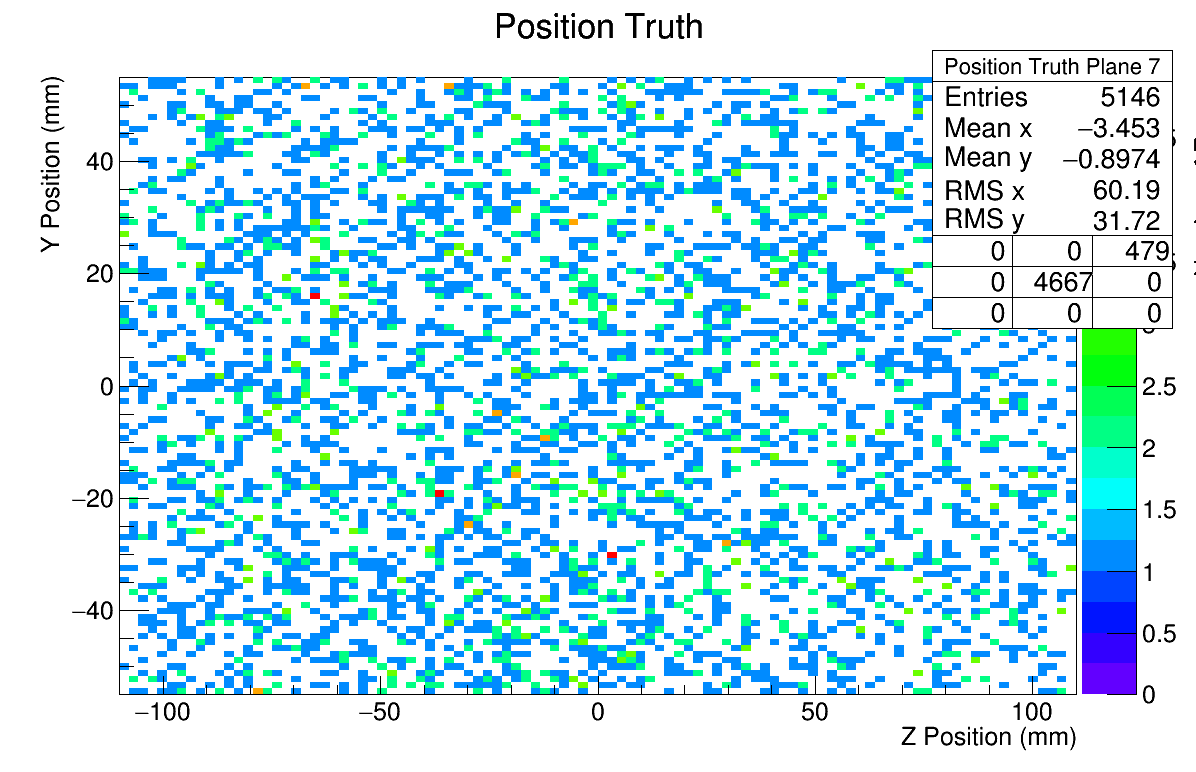 Position Truth
Position Truth Plane 7
Entries 5146
Mean x −3.453
Mean y −0.8974
RMS x 60.19
RMS y 31.72
0 0 479
0 4667 0
0 0 0
Y Position (mm)
40
20
0
−20
−40
2.5
2
1.5
1
0.5
0
−100 −50 0 50 100
Z Position (mm)